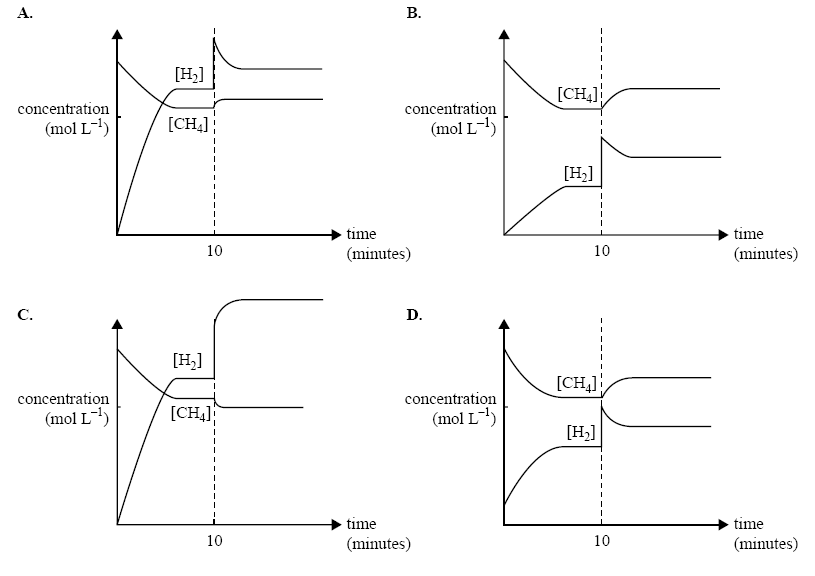 A.
[H₂]
concentration
(mol L⁻¹)
[CH₄]
time
(minutes)
10
B.
[CH₄]
concentration
(mol L⁻¹)
[H₂]
time
(minutes)
10
C.
[H₂]
concentration
(mol L⁻¹)
[CH₄]
time
(minutes)
10
D.
[CH₄]
concentration
(mol L⁻¹)
[H₂]
time
(minutes)
10